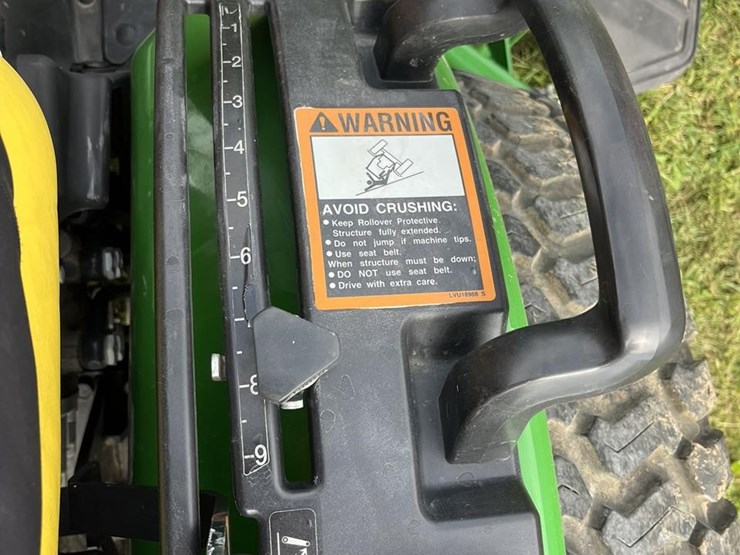 -1
-2
-3
-4
-5
-6
-8
-9
WARNING
AVOID CRUSHING:
• Keep Rollover Protective
Structure fully extended.
• Do not jump if machine tips.
• Use seat belt.
When structure must be down:
• DO NOT use seat belt.
• Drive with extra care.